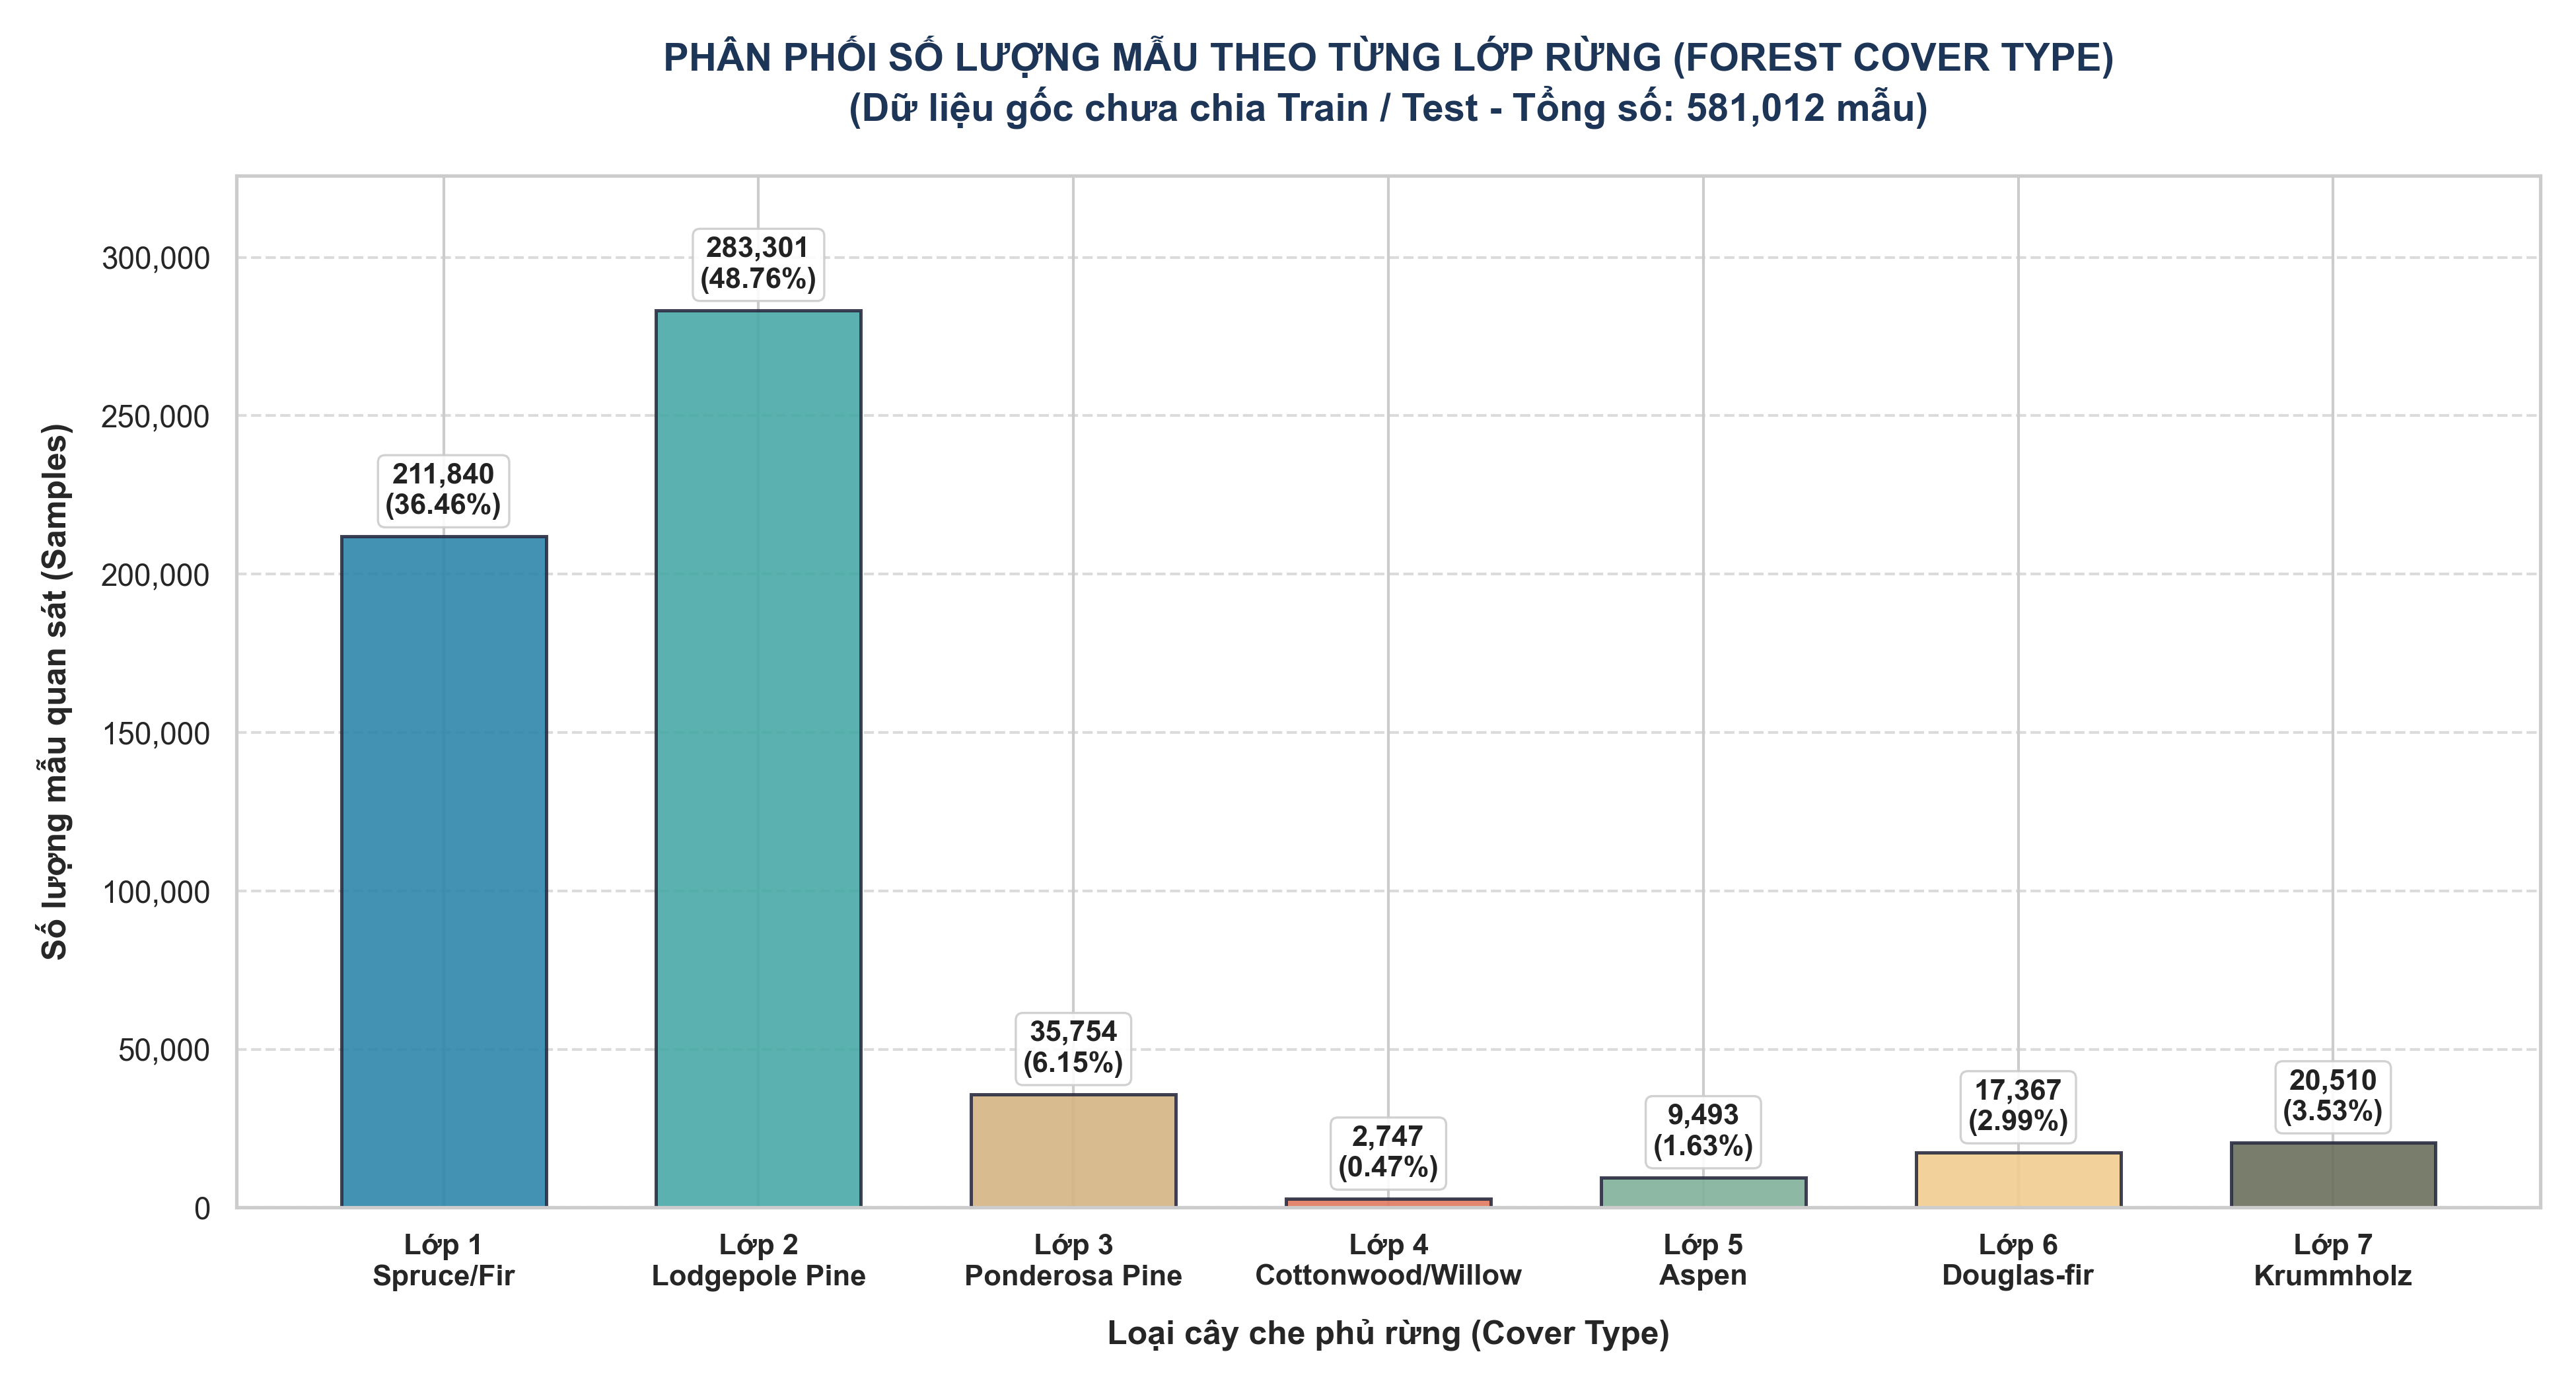 PHÂN PHỐI SỐ LƯỢNG MẪU THEO TỪNG LỚP RỪNG (FOREST COVER TYPE)
(Dữ liệu gốc chưa chia Train / Test - Tổng số: 581,012 mẫu)
Số lượng mẫu quan sát (Samples)
300,000
250,000
200,000
150,000
100,000
50,000
0
211,840
(36.46%)
283,301
(48.76%)
35,754
(6.15%)
2,747
(0.47%)
9,493
(1.63%)
17,367
(2.99%)
20,510
(3.53%)
Lớp 1
Spruce/Fir
Lớp 2
Lodgepole Pine
Lớp 3
Ponderosa Pine
Lớp 4
Cottonwood/Willow
Lớp 5
Aspen
Lớp 6
Douglas-fir
Lớp 7
Krummholz
Loại cây che phủ rừng (Cover Type)